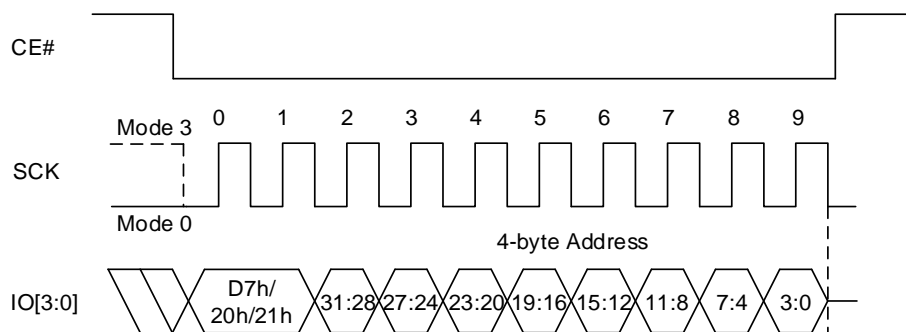 CE#
Mode 3
0 1 2 3 4 5 6 7 8 9
SCK
Mode 0
4-byte Address
IO[3:0]
D7h/
20h/21h
31:28 27:24 23:20 19:16 15:12 11:8 7:4 3:0